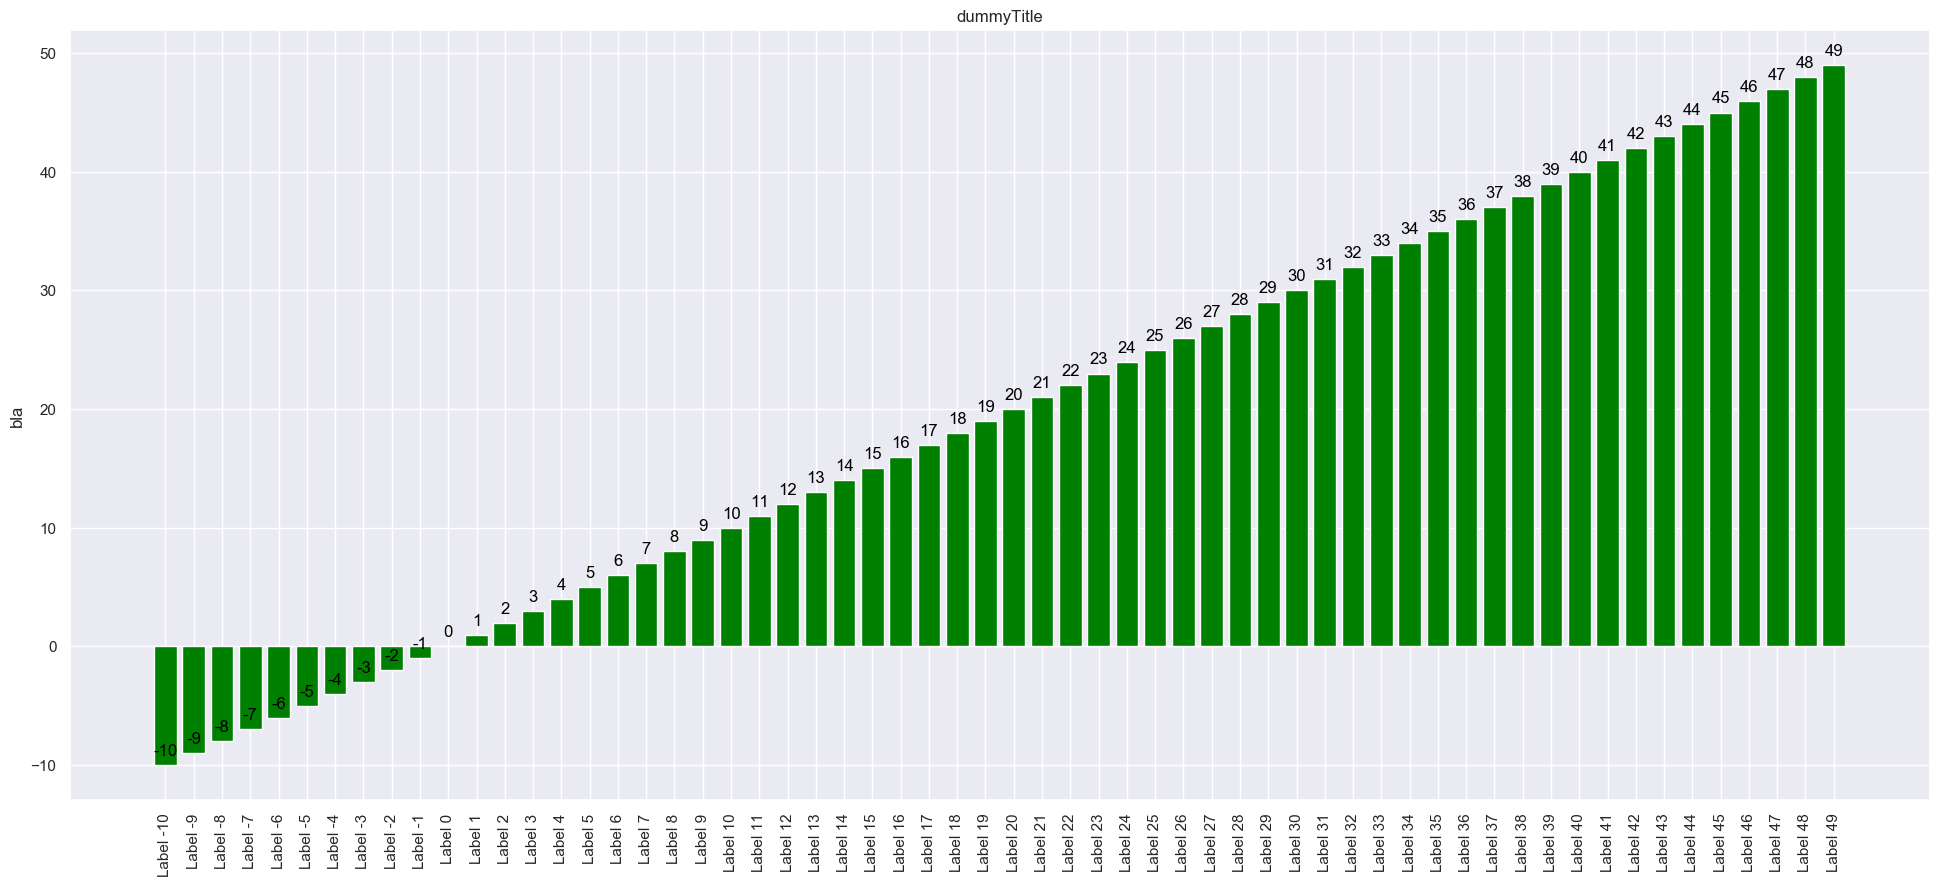 dummyTitle
bla
50
40
30
20
10
0
−10
-10
-9
-8
-7
-6
-5
-4
-3
-2
-1
0
1
2
3
4
5
6
7
8
9
10
11
12
13
14
15
16
17
18
19
20
21
22
23
24
25
26
27
28
29
30
31
32
33
34
35
36
37
38
39
40
41
42
43
44
45
46
47
48
49
Label -10
Label -9
Label -8
Label -7
Label -6
Label -5
Label -4
Label -3
Label -2
Label -1
Label 0
Label 1
Label 2
Label 3
Label 4
Label 5
Label 6
Label 7
Label 8
Label 9
Label 10
Label 11
Label 12
Label 13
Label 14
Label 15
Label 16
Label 17
Label 18
Label 19
Label 20
Label 21
Label 22
Label 23
Label 24
Label 25
Label 26
Label 27
Label 28
Label 29
Label 30
Label 31
Label 32
Label 33
Label 34
Label 35
Label 36
Label 37
Label 38
Label 39
Label 40
Label 41
Label 42
Label 43
Label 44
Label 45
Label 46
Label 47
Label 48
Label 49